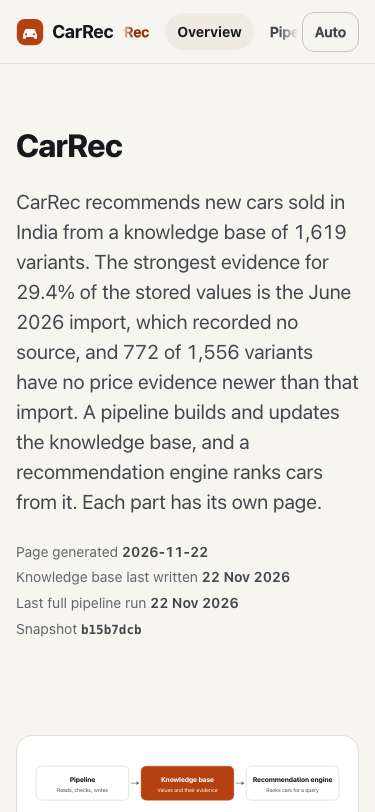 CarRec
Rec
Overview
Pipe
Auto
CarRec
CarRec recommends new cars sold in
India from a knowledge base of 1,619
variants. The strongest evidence for
29.4% of the stored values is the June
2026 import, which recorded no
source, and 772 of 1,556 variants
have no price evidence newer than that
import. A pipeline builds and updates
the knowledge base, and a
recommendation engine ranks cars
from it. Each part has its own page.
Page generated 2026-11-22
Knowledge base last written 22 Nov 2026
Last full pipeline run 22 Nov 2026
Snapshot b15b7dcb
Pipeline
Reads, checks, writes
Knowledge base
Values and their evidence
Recommendation engine
Ranks cars for a query